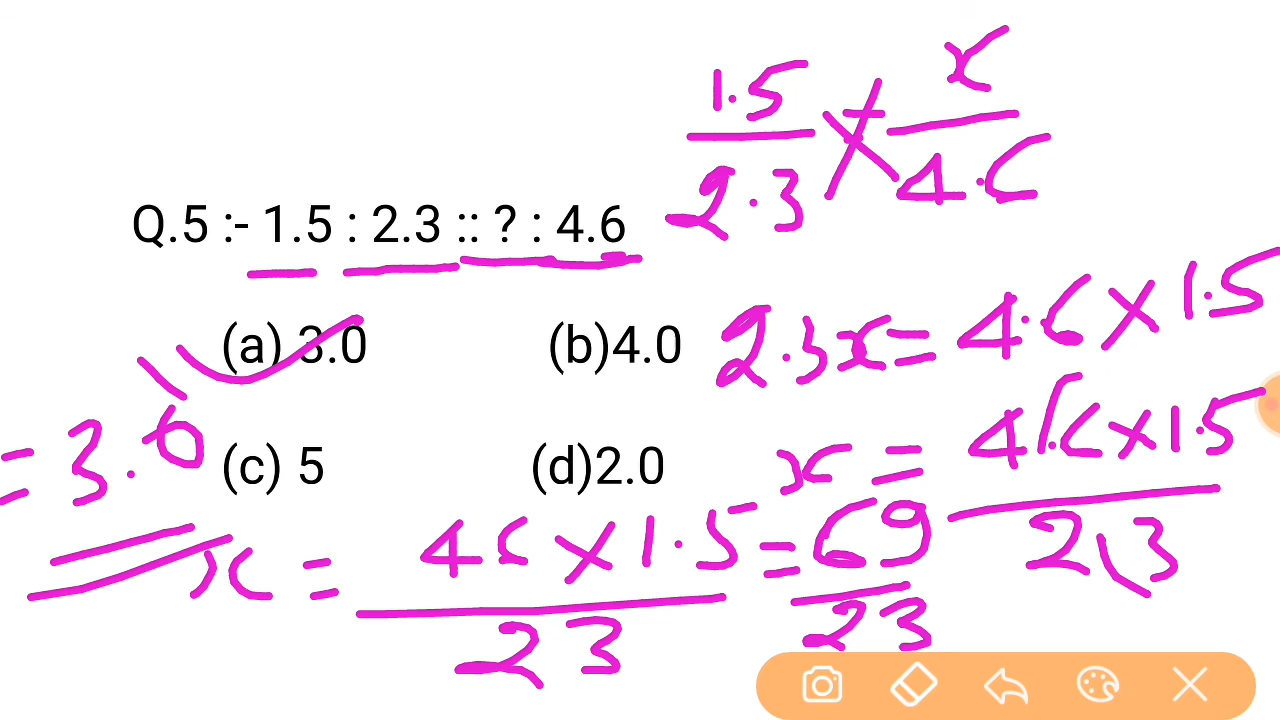 1.5 x
2.3 4.6
Q.5 :- 1.5 : 2.3 :: ? : 4.6
(a) 3.0 (b)4.0
2.3x = 4.6 × 1.5
x = 4.6 × 1.5
2.3
= 3.0
(c) 5 (d)2.0
x = 46 × 1.5 = 69
23 23